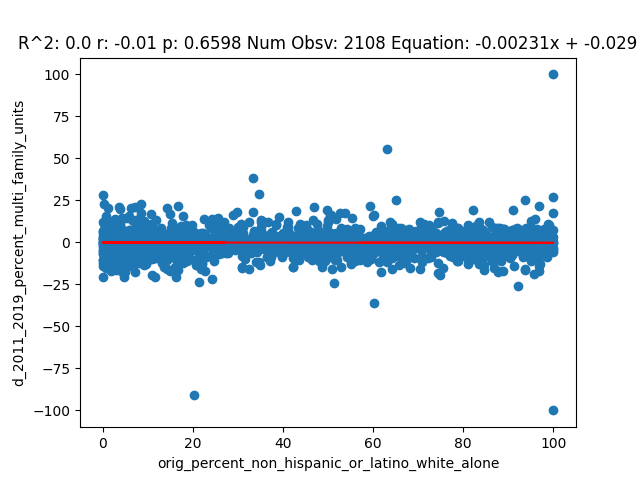 R^2: 0.0 r: -0.01 p: 0.6598 Num Obsv: 2108 Equation: -0.00231x + -0.029
100
75
50
25
0
−25
−50
−75
−100
d_2011_2019_percent_multi_family_units
0 20 40 60 80 100
orig_percent_non_hispanic_or_latino_white_alone